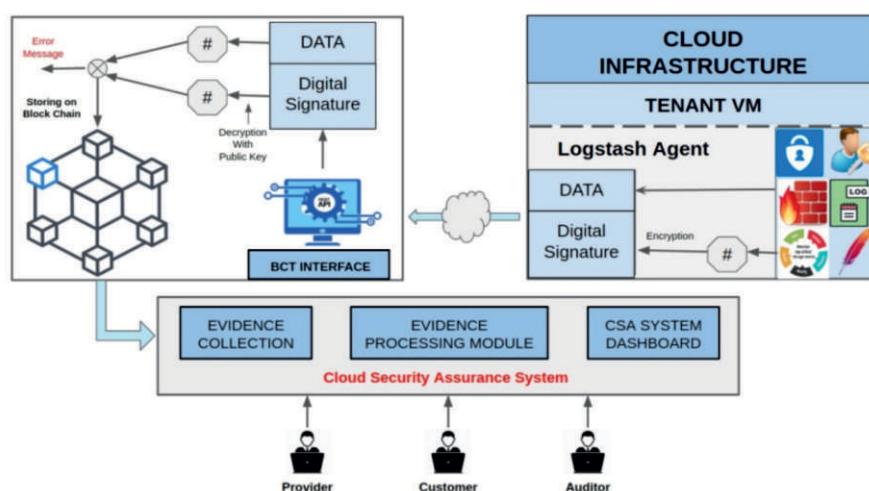 Error
Message
#
DATA
Storing on
Block Chain
#
Digital
Signature
Decryption
With
Public Key
API
BCT INTERFACE
CLOUD
INFRASTRUCTURE
TENANT VM
Logstash Agent
DATA
LOG
Digital
Signature
Encryption
#
EVIDENCE
COLLECTION
EVIDENCE
PROCESSING MODULE
CSA SYSTEM
DASHBOARD
Cloud Security Assurance System
Provider
Customer
Auditor